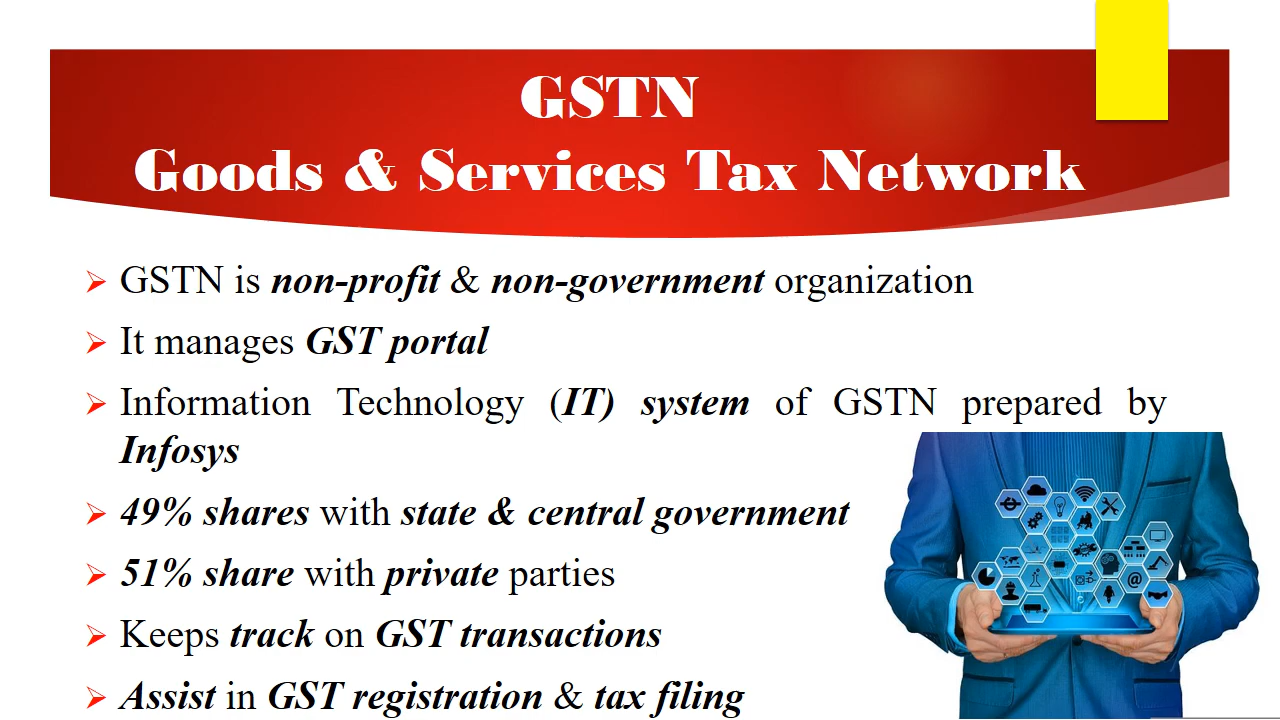 GSTN
Goods & Services Tax Network
GSTN is non-profit & non-government organization
It manages GST portal
Information Technology (IT) system of GSTN prepared by
Infosys
49% shares with state & central government
51% share with private parties
Keeps track on GST transactions
Assist in GST registration & tax filing